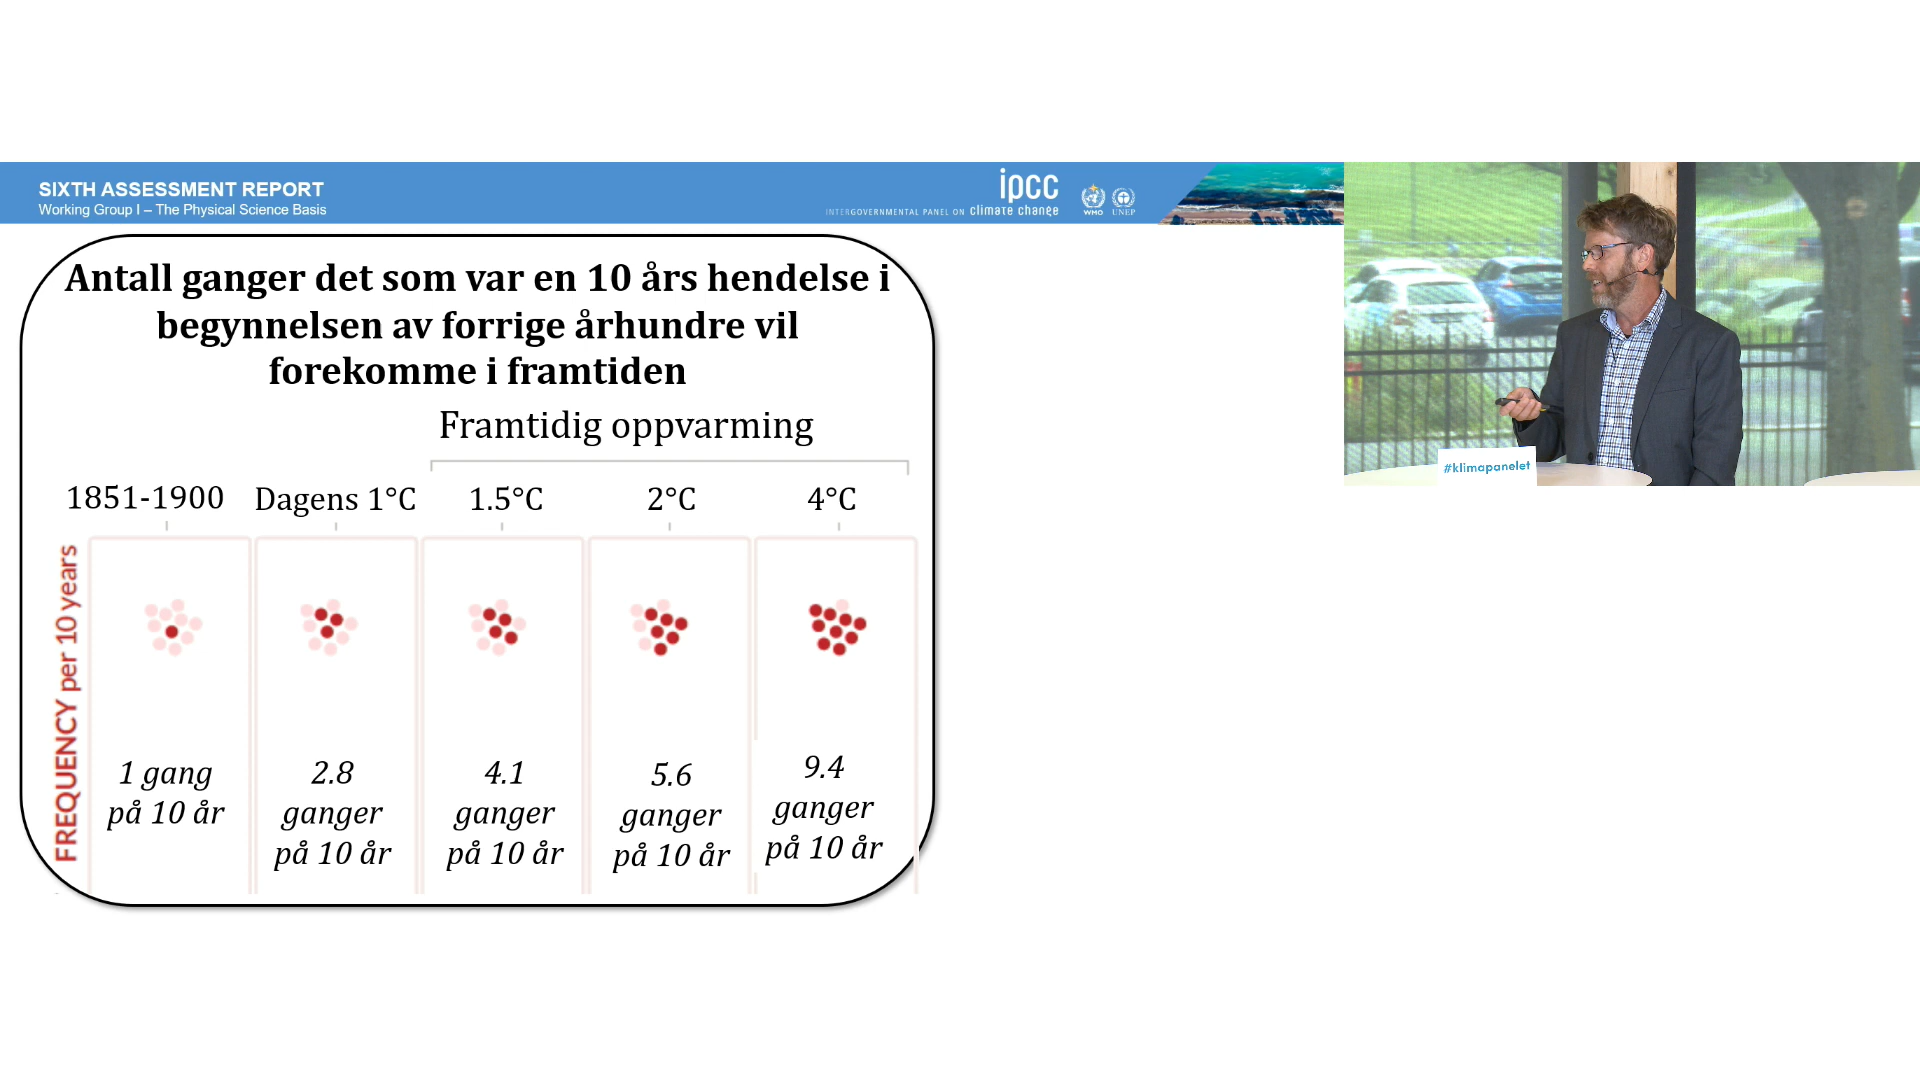 SIXTH ASSESSMENT REPORT
Working Group I – The Physical Science Basis
ipcc
INTERGOVERNMENTAL PANEL ON climate change
WMO UNEP
Antall ganger det som var en 10 års hendelse i
begynnelsen av forrige århundre vil
forekomme i framtiden
Framtidig oppvarming
1851-1900 Dagens 1°C 1.5°C 2°C 4°C
FREQUENCY per 10 years
1 gang
på 10 år
2.8
ganger
på 10 år
4.1
ganger
på 10 år
5.6
ganger
på 10 år
9.4
ganger
på 10 år
#klimapanelet